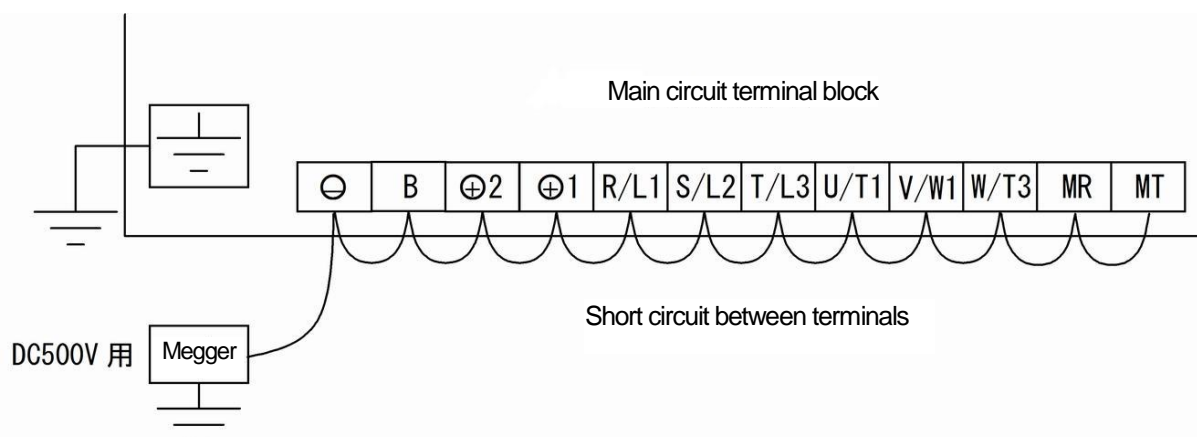 Main circuit terminal block
⊖ B ⊕2 ⊕1 R/L1 S/L2 T/L3 U/T1 V/W1 W/T3 MR MT
Short circuit between terminals
DC500V 用 Megger